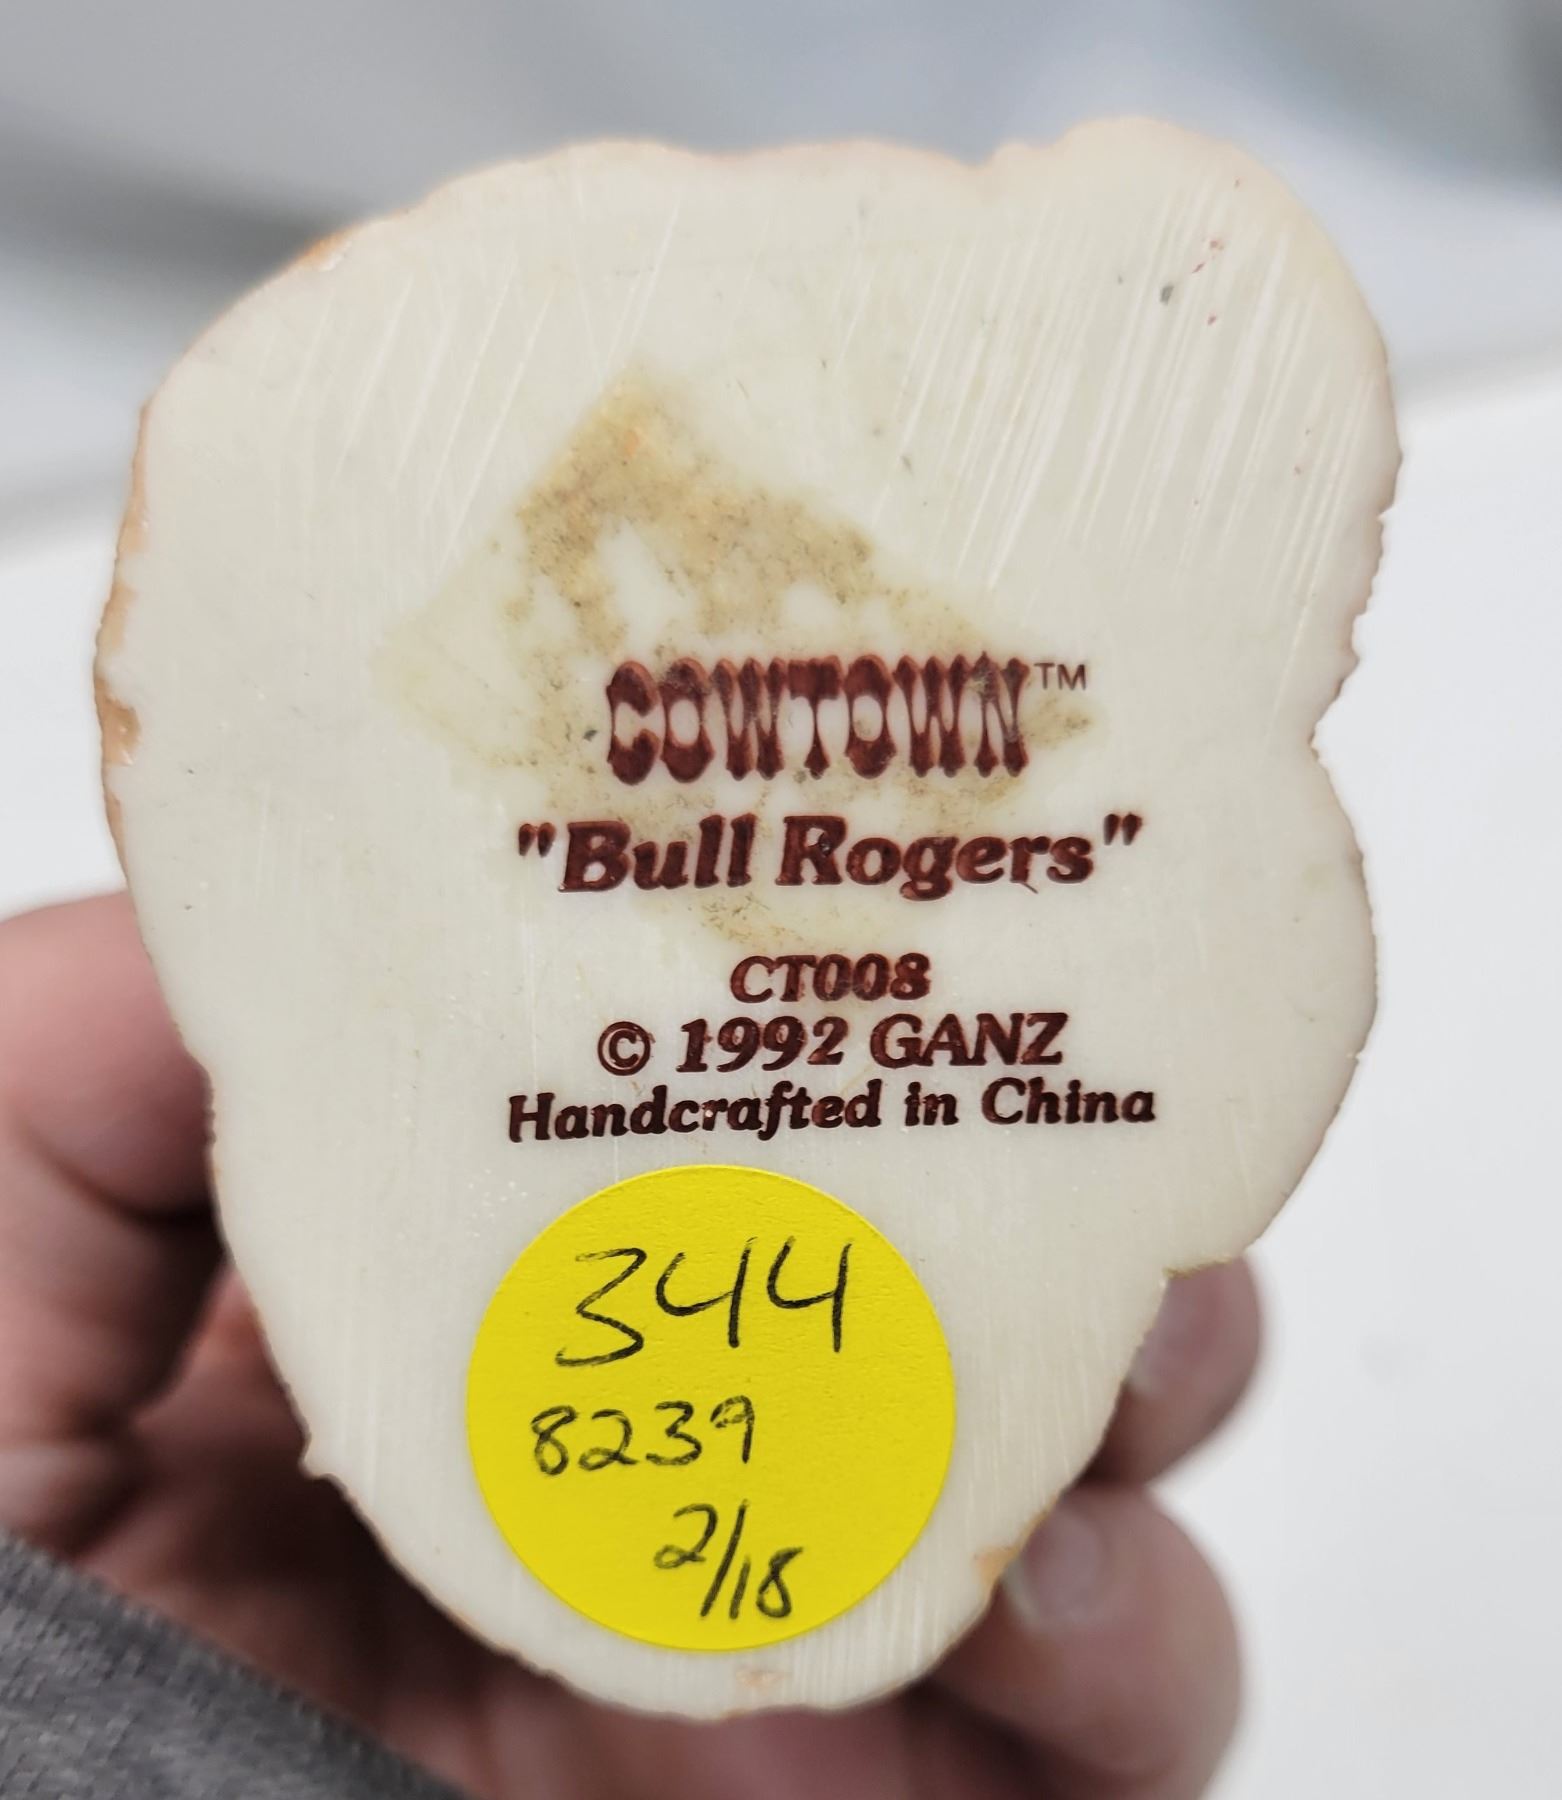 COWTOWN™
"Bull Rogers"
CT008
© 1992 GANZ
Handcrafted in China
344
8239
2/18